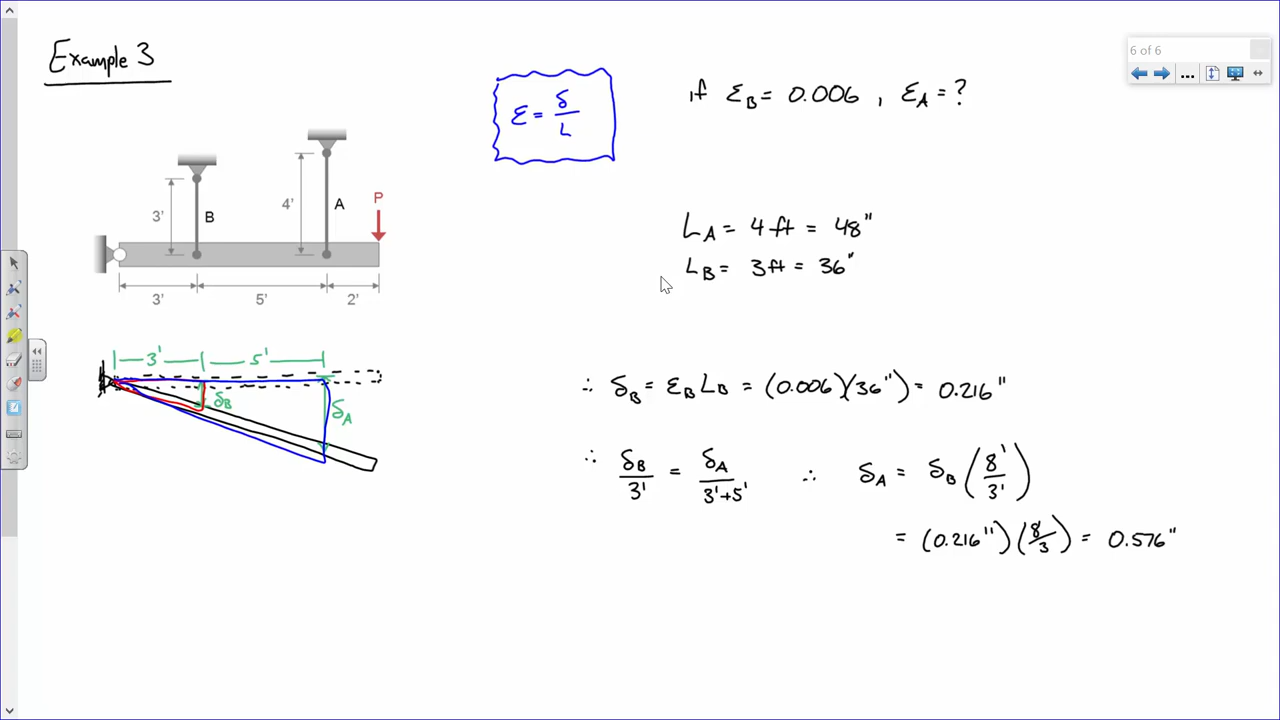 Example 3
6 of 6
ε = δ/L
if ε_B = 0.006 , ε_A = ?
P
3'
B
4'
A
3'
5'
2'
L_A = 4 ft = 48"
L_B = 3 ft = 36"
3'
5'
δ_B
δ_A
∴ δ_B = ε_B L_B = (0.006)(36") = 0.216"
∴ δ_B/3' = δ_A/3'+5' ∴ δ_A = δ_B (8'/3')
= (0.216")(8/3) = 0.576"